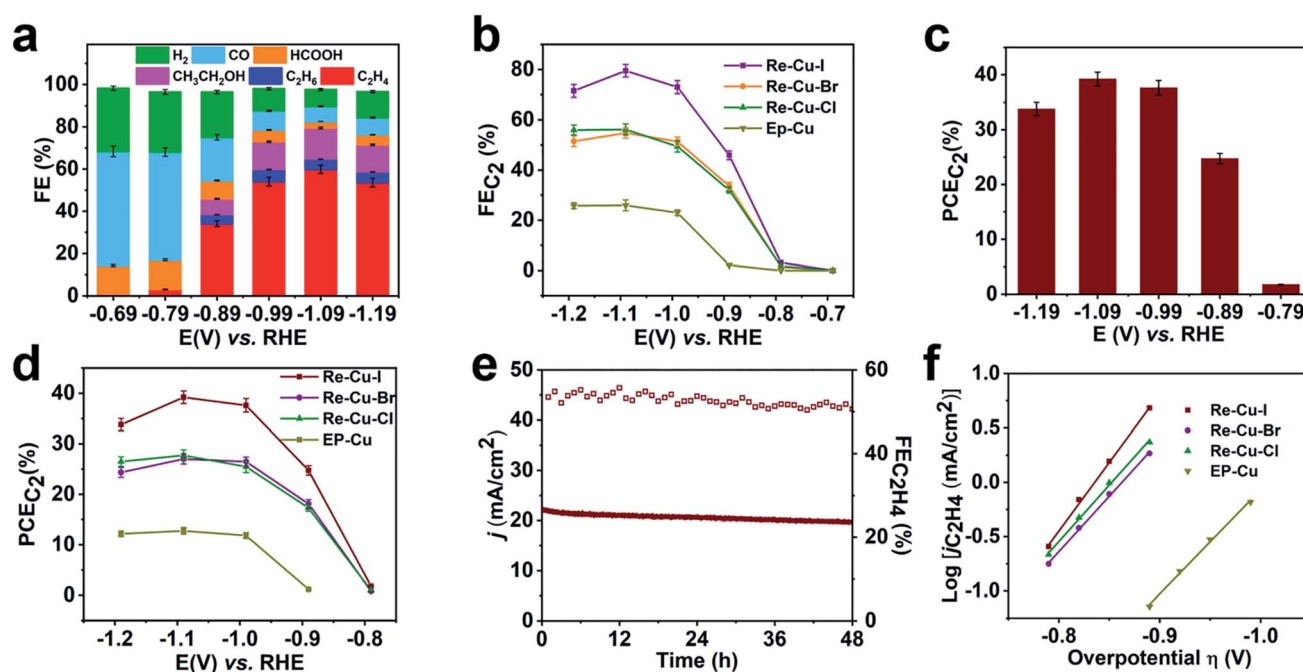 a
H2 CO HCOOH
CH3CH2OH C2H6 C2H4
FE (%)
100
80
60
40
20
0
-0.69 -0.79 -0.89 -0.99 -1.09 -1.19
E(V) vs. RHE
b
Re-Cu-I
Re-Cu-Br
Re-Cu-Cl
Ep-Cu
FEC2 (%)
80
60
40
20
0
-1.2 -1.1 -1.0 -0.9 -0.8 -0.7
E(V) vs. RHE
c
PCEC2(%)
40
30
20
10
0
-1.19 -1.09 -0.99 -0.89 -0.79
E (V) vs. RHE
d
Re-Cu-I
Re-Cu-Br
Re-Cu-Cl
EP-Cu
PCEC2(%)
40
30
20
10
0
-1.2 -1.1 -1.0 -0.9 -0.8
E(V) vs. RHE
e
j (mA/cm2)
50
40
30
20
10
0
60
40
20
0
FEC2H4 (%)
0 12 24 36 48
Time (h)
f
Re-Cu-I
Re-Cu-Br
Re-Cu-Cl
EP-Cu
Log [jC2H4 (mA/cm2)]
1.0
0.5
0.0
-0.5
-1.0
-0.8 -0.9 -1.0
Overpotential η (V)